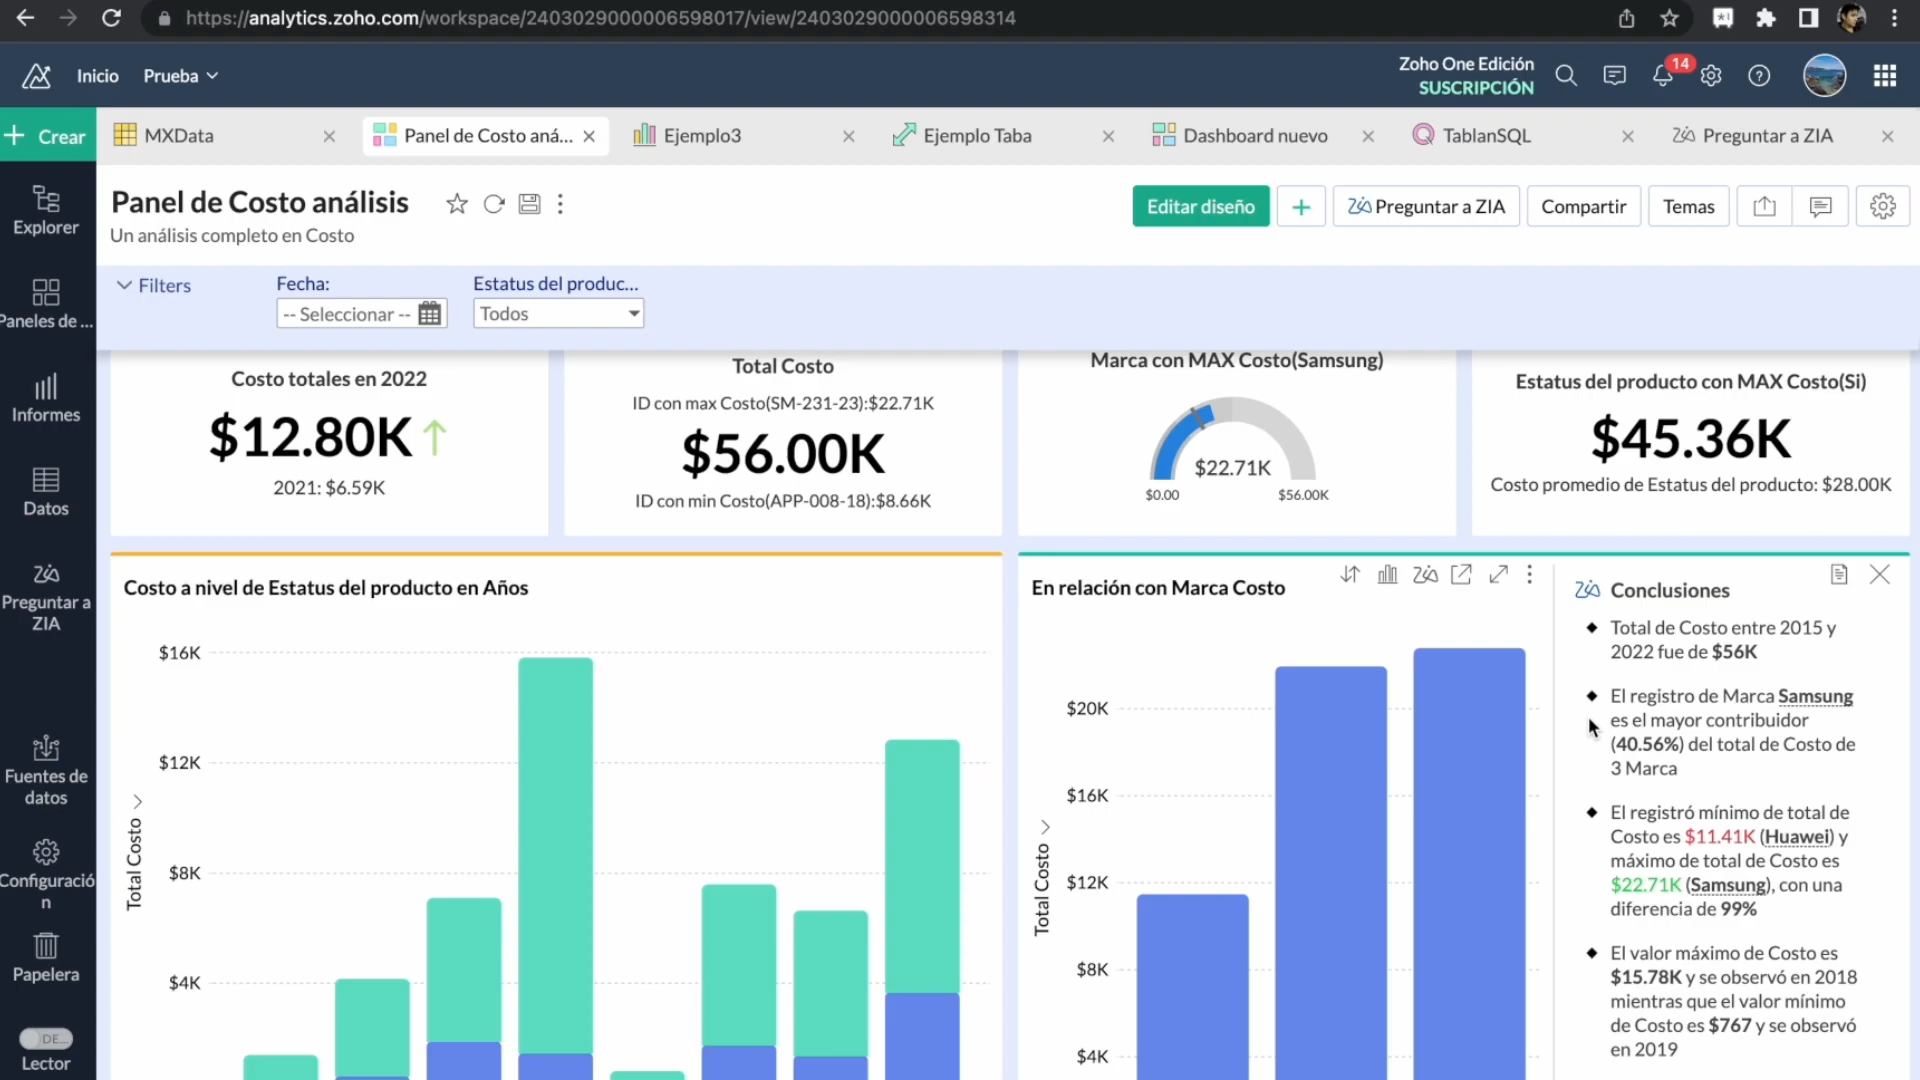 https://analytics.zoho.com/workspace/2403029000006598017/view/2403029000006598314
Inicio
Prueba
Zoho One Edición
SUSCRIPCIÓN
14
Crear
MXData
Panel de Costo aná...
Ejemplo3
Ejemplo Taba
Dashboard nuevo
TablanSQL
Preguntar a ZIA
Explorer
Paneles de ...
Informes
Datos
Preguntar a
ZIA
Fuentes de
datos
Configuració
n
Papelera
DE...
Lector
Panel de Costo análisis
Un análisis completo en Costo
Editar diseño
Preguntar a ZIA
Compartir
Temas
Filters
Fecha:
-- Seleccionar --
Estatus del produc...
Todos
Costo totales en 2022
$12.80K
2021: $6.59K
Total Costo
ID con max Costo(SM-231-23):$22.71K
$56.00K
ID con min Costo(APP-008-18):$8.66K
Marca con MAX Costo(Samsung)
$22.71K
$0.00
$56.00K
Estatus del producto con MAX Costo(Si)
$45.36K
Costo promedio de Estatus del producto: $28.00K
Costo a nivel de Estatus del producto en Años
$16K
$12K
$8K
$4K
Total Costo
En relación con Marca Costo
$20K
$16K
$12K
$8K
$4K
Total Costo
Conclusiones
Total de Costo entre 2015 y
2022 fue de $56K
El registro de Marca Samsung
es el mayor contribuidor
(40.56%) del total de Costo de
3 Marca
El registró mínimo de total de
Costo es $11.41K (Huawei) y
máximo de total de Costo es
$22.71K (Samsung), con una
diferencia de 99%
El valor máximo de Costo es
$15.78K y se observó en 2018
mientras que el valor mínimo
de Costo es $767 y se observó
en 2019